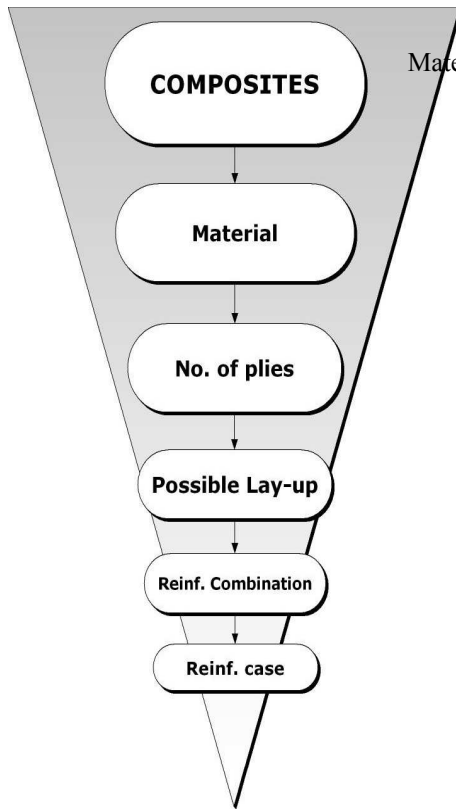 COMPOSITES
Material
No. of plies
Possible Lay-up
Reinf. Combination
Reinf. case